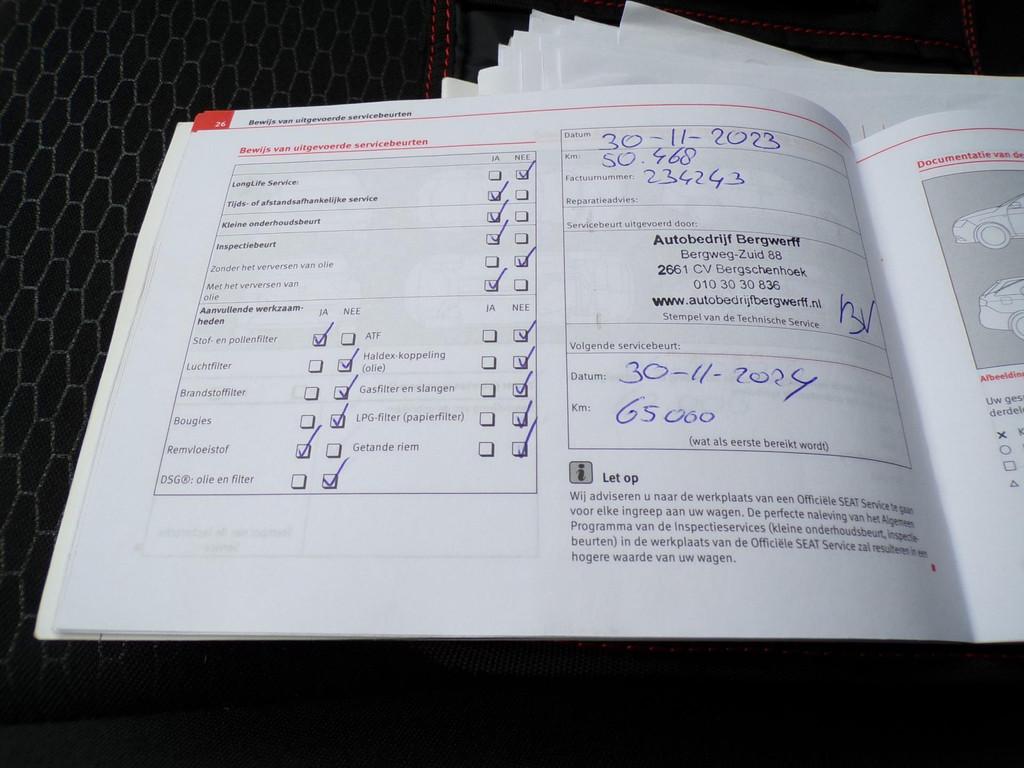 26 Bewijs van uitgevoerde servicebeurten
Bewijs van uitgevoerde servicebeurten
JA NEE
LongLife Service:
Tijds- of afstandsafhankelijke service
Kleine onderhoudsbeurt
Inspectiebeurt
Zonder het verversen van olie
Met het verversen van
olie
Aanvullende werkzaam-
heden
JA NEE
JA NEE
Stof- en pollenfilter
ATF
Luchtfilter
Haldex-koppeling
(olie)
Brandstoffilter
Gasfilter en slangen
Bougies
LPG-filter (papierfilter)
Remvloeistof
Getande riem
DSG®: olie en filter
Datum 30-11-2023
Km: 50.468
Factuurnummer: 234243
Reparatieadvies:
Servicebeurt uitgevoerd door:
Autobedrijf Bergwerff
Bergweg-Zuid 88
2661 CV Bergschenhoek
010 30 30 836
www.autobedrijfbergwerff.nl
Stempel van de Technische Service
BV
Volgende servicebeurt:
Datum: 30-11-2024
Km: 65000
(wat als eerste bereikt wordt)
i Let op
Wij adviseren u naar de werkplaats van een Officiële SEAT Service te gaan
voor elke ingreep aan uw wagen. De perfecte naleving van het Algemeen
Programma van de Inspectieservices (kleine onderhoudsbeurt, inspectie-
beurten) in de werkplaats van de Officiële SEAT Service zal resulteren in een
hogere waarde van uw wagen.
Documentatie van de
Uw